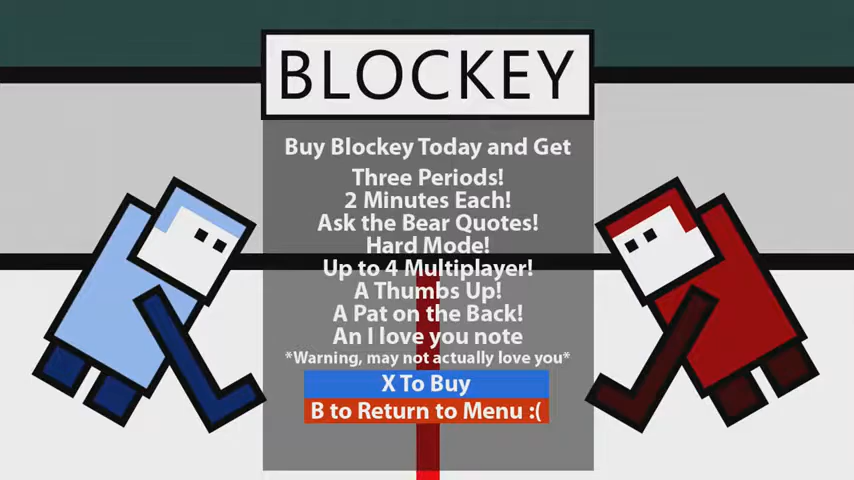 BLOCKEY
Buy Blockey Today and Get
Three Periods!
2 Minutes Each!
Ask the Bear Quotes!
Hard Mode!
Up to 4 Multiplayer!
A Thumbs Up!
A Pat on the Back!
An I love you note
*Warning, may not actually love you*
X To Buy
B to Return to Menu :(